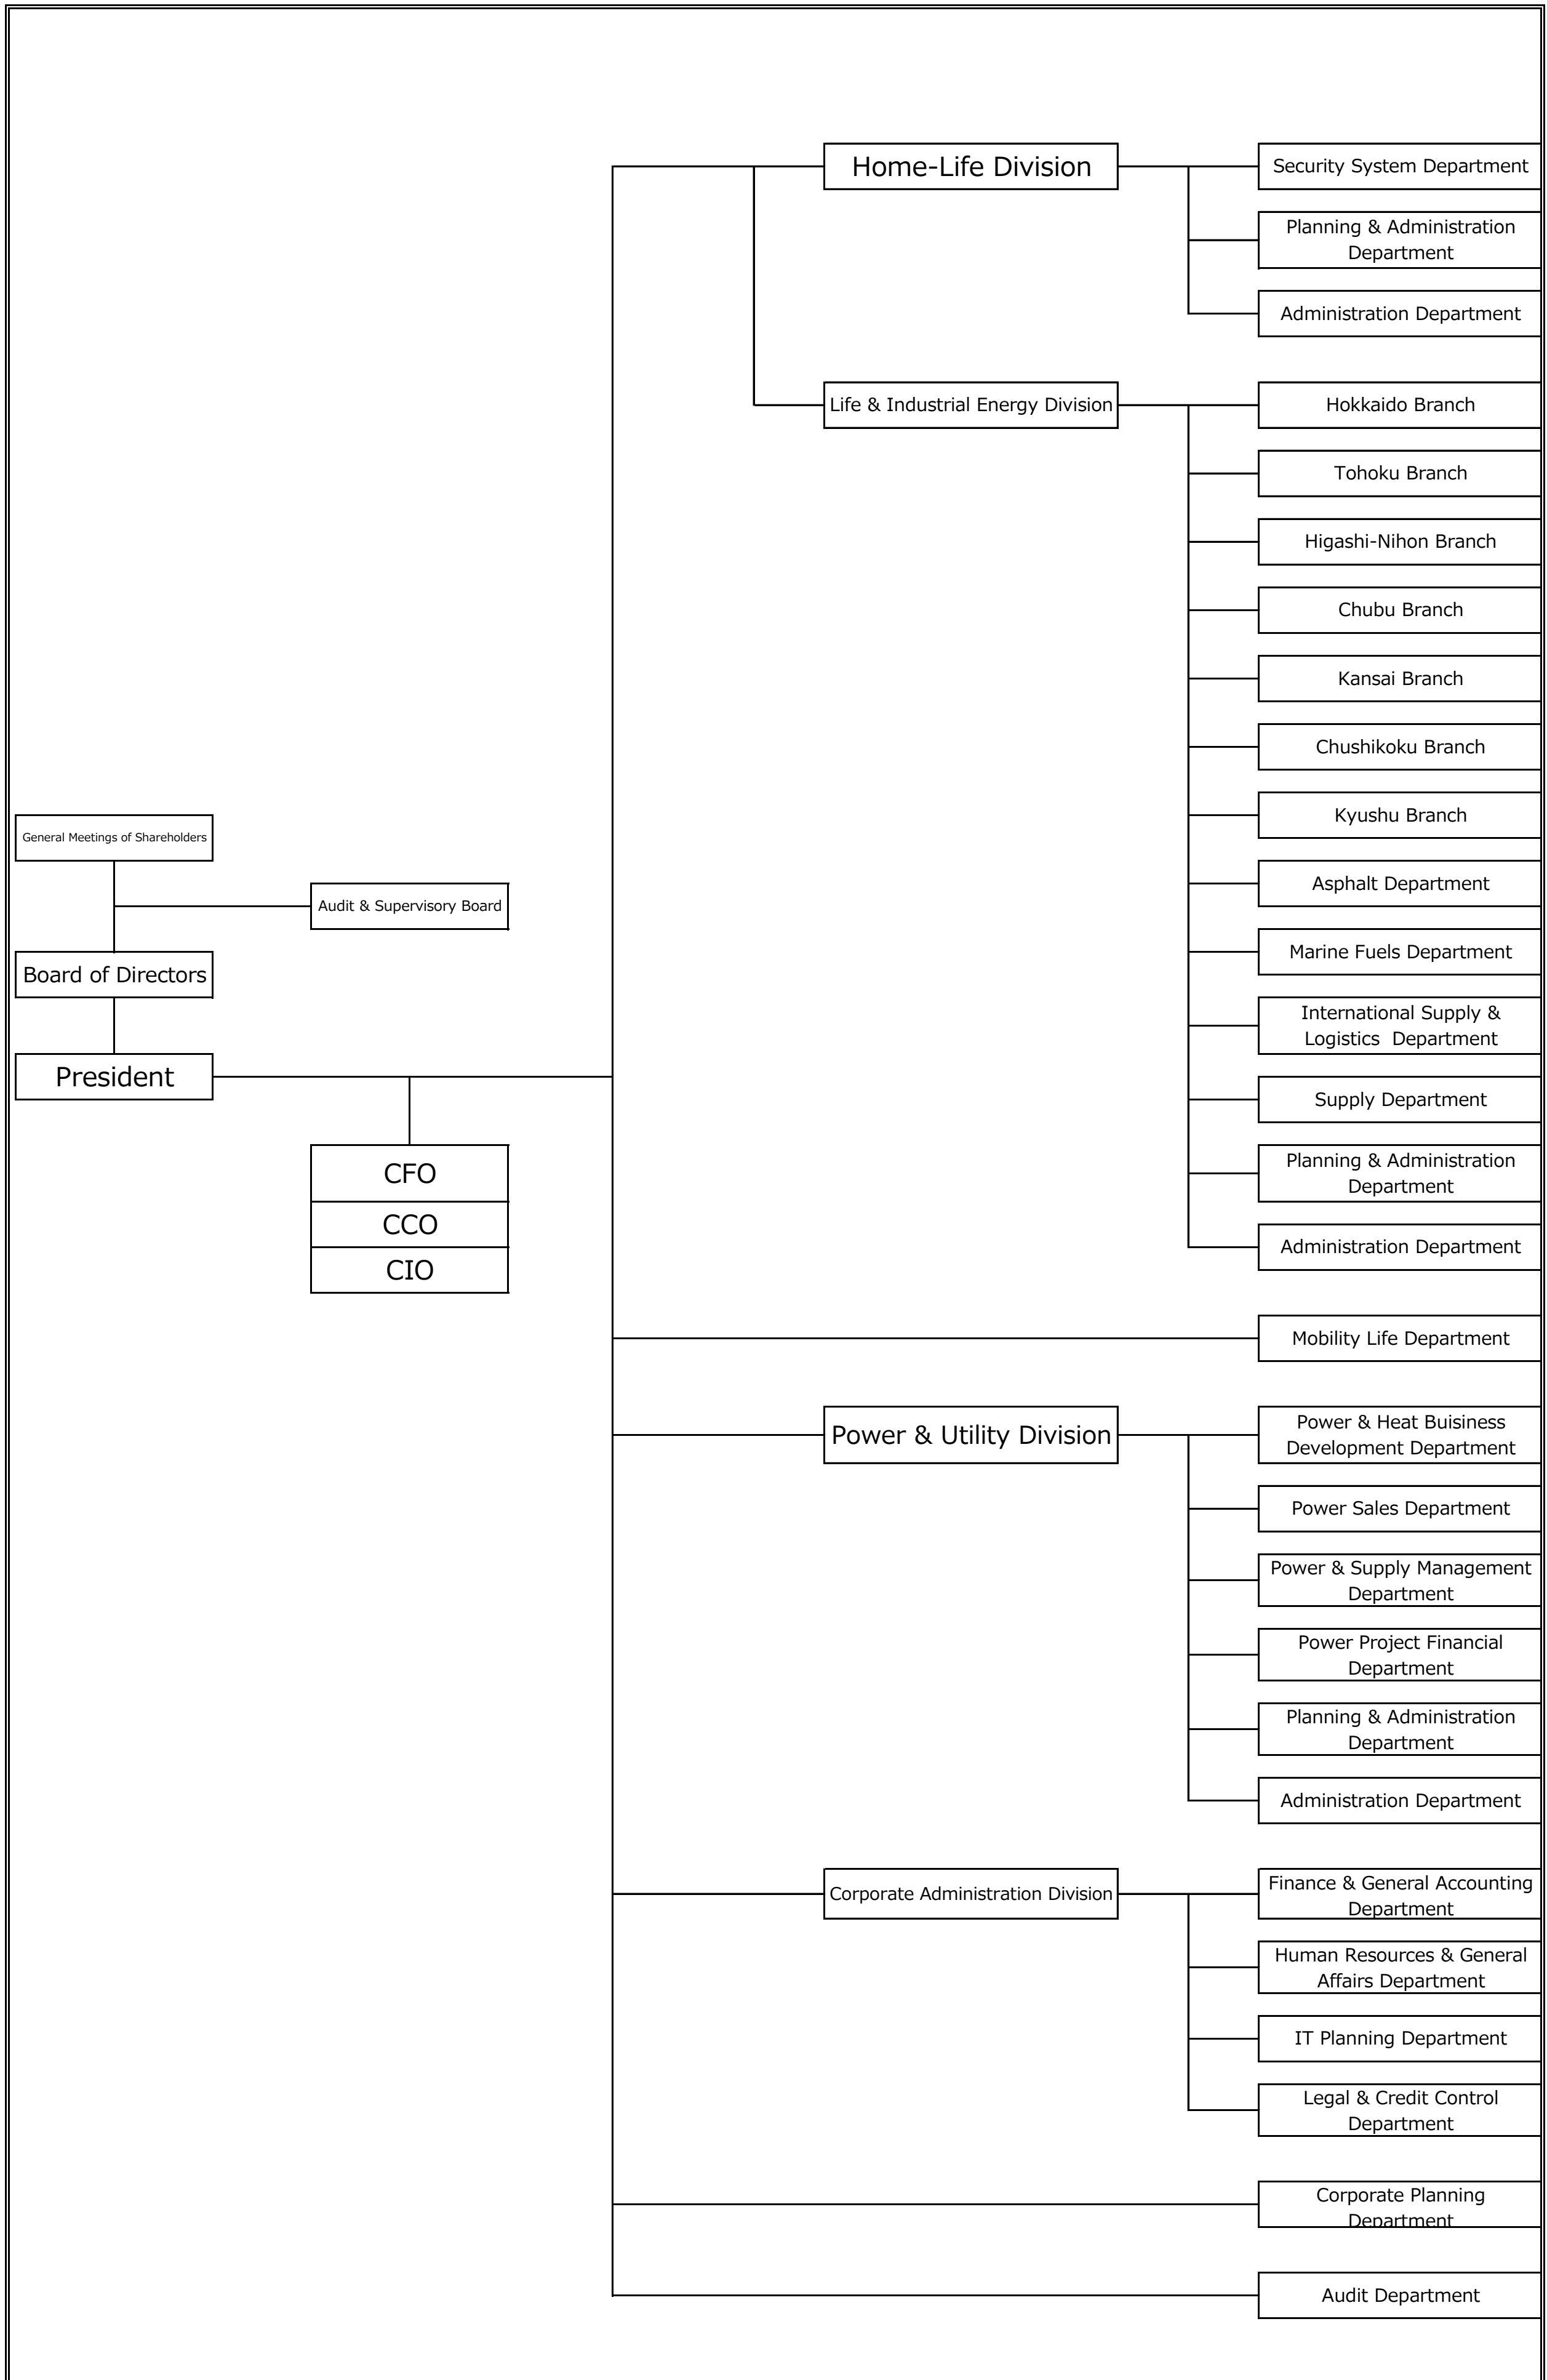 General Meetings of Shareholders
Audit & Supervisory Board
Board of Directors
President
CFO
CCO
CIO
Home-Life Division
Security System Department
Planning & Administration
Department
Administration Department
Life & Industrial Energy Division
Hokkaido Branch
Tohoku Branch
Higashi-Nihon Branch
Chubu Branch
Kansai Branch
Chushikoku Branch
Kyushu Branch
Asphalt Department
Marine Fuels Department
International Supply &
Logistics Department
Supply Department
Planning & Administration
Department
Administration Department
Mobility Life Department
Power & Utility Division
Power & Heat Buisiness
Development Department
Power Sales Department
Power & Supply Management
Department
Power Project Financial
Department
Planning & Administration
Department
Administration Department
Corporate Administration Division
Finance & General Accounting
Department
Human Resources & General
Affairs Department
IT Planning Department
Legal & Credit Control
Department
Corporate Planning
Department
Audit Department